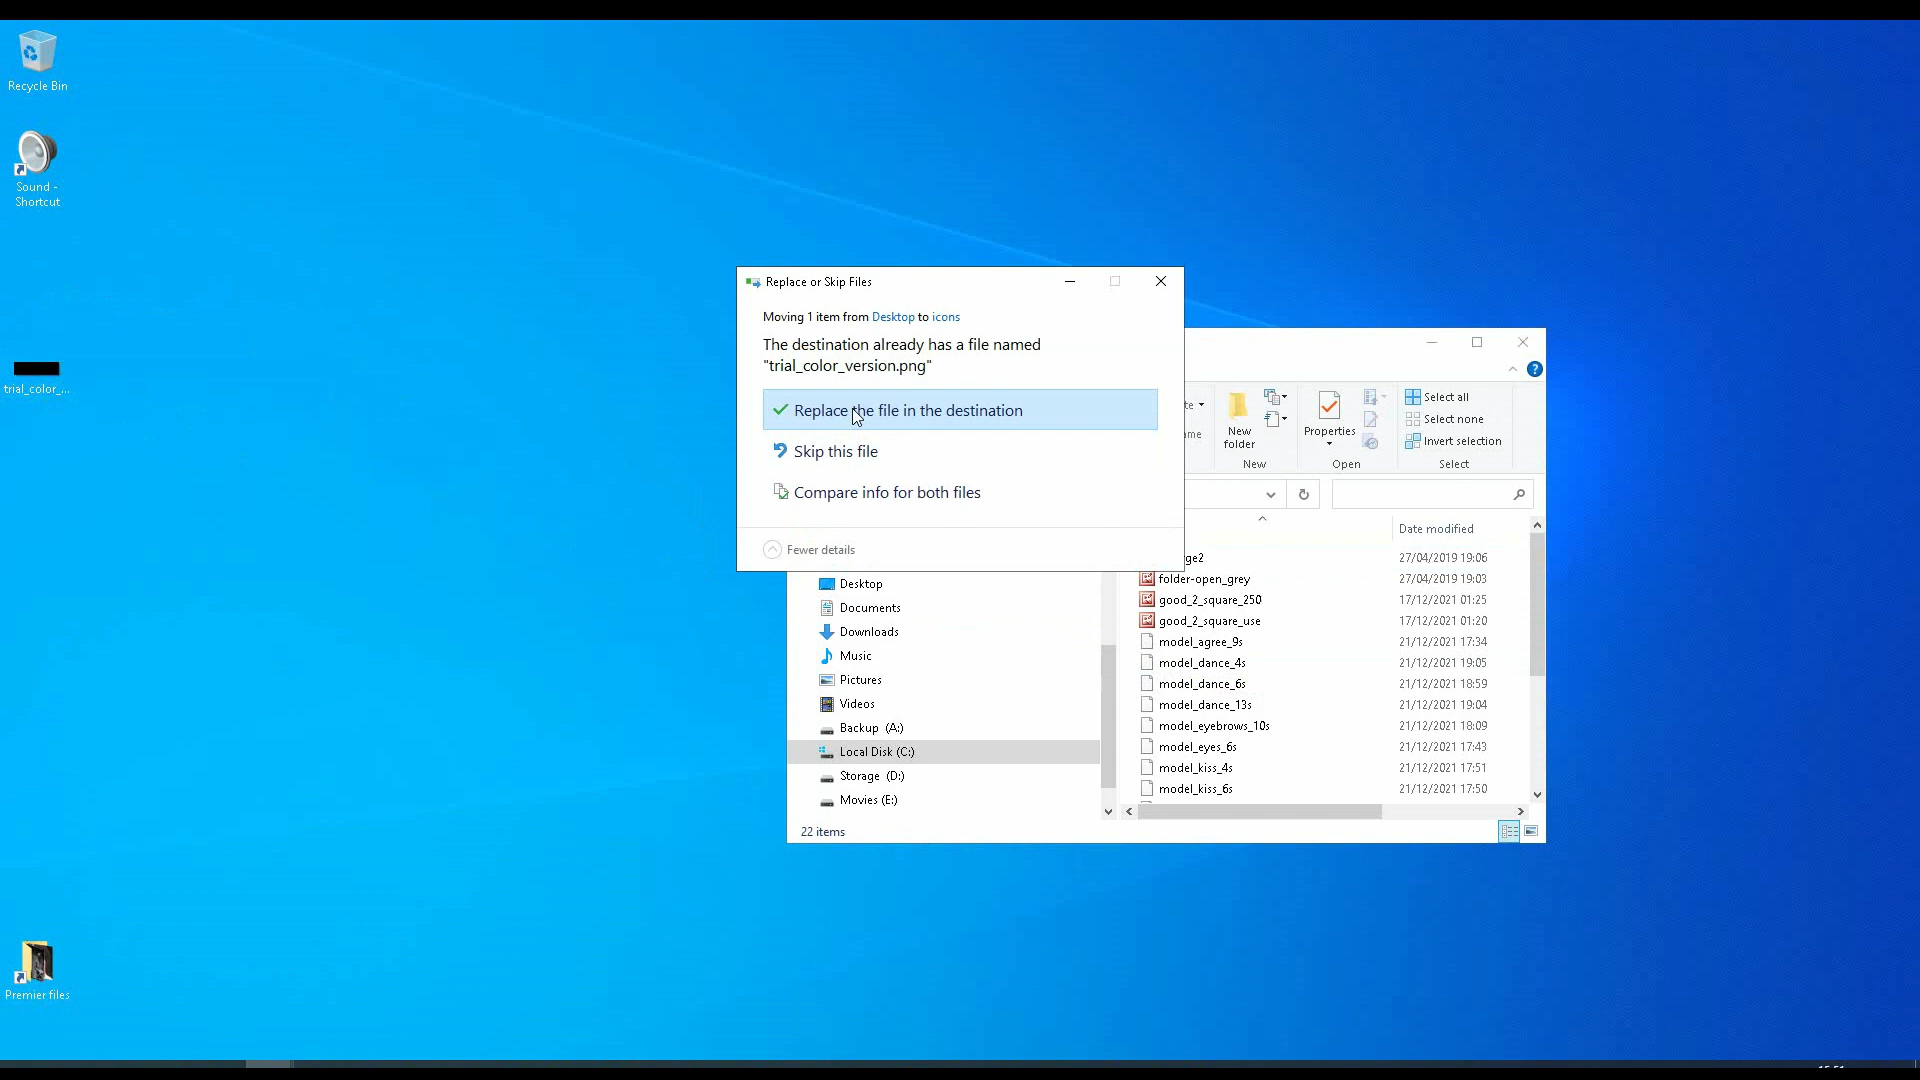 Recycle Bin
Sound -
Shortcut
trial_color_...
Premier files
Replace or Skip Files
Moving 1 item from Desktop to icons
The destination already has a file named
"trial_color_version.png"
Replace the file in the destination
Skip this file
Compare info for both files
Fewer details
New
folder
New
Properties
Open
Select all
Select none
Invert selection
Select
Date modified
27/04/2019 19:06
folder-open_grey 27/04/2019 19:03
good_2_square_250 17/12/2021 01:25
good_2_square_use 17/12/2021 01:20
model_agree_9s 21/12/2021 17:34
model_dance_4s 21/12/2021 19:05
model_dance_6s 21/12/2021 18:59
model_dance_13s 21/12/2021 19:04
model_eyebrows_10s 21/12/2021 18:09
model_eyes_6s 21/12/2021 17:43
model_kiss_4s 21/12/2021 17:51
model_kiss_6s 21/12/2021 17:50
Desktop
Documents
Downloads
Music
Pictures
Videos
Backup (A:)
Local Disk (C:)
Storage (D:)
Movies (E:)
22 items